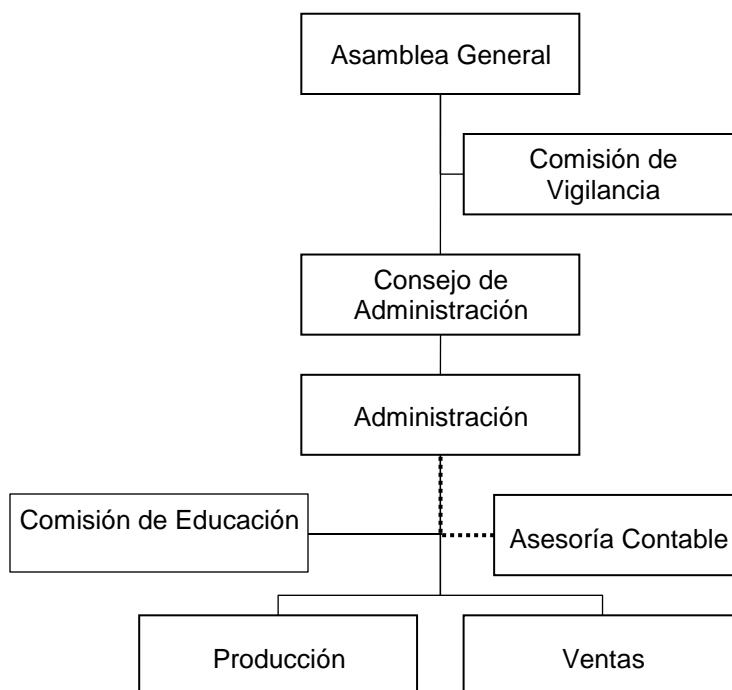 Asamblea General
Comisión de
Vigilancia
Consejo de
Administración
Administración
Comisión de Educación
Asesoría Contable
Producción
Ventas